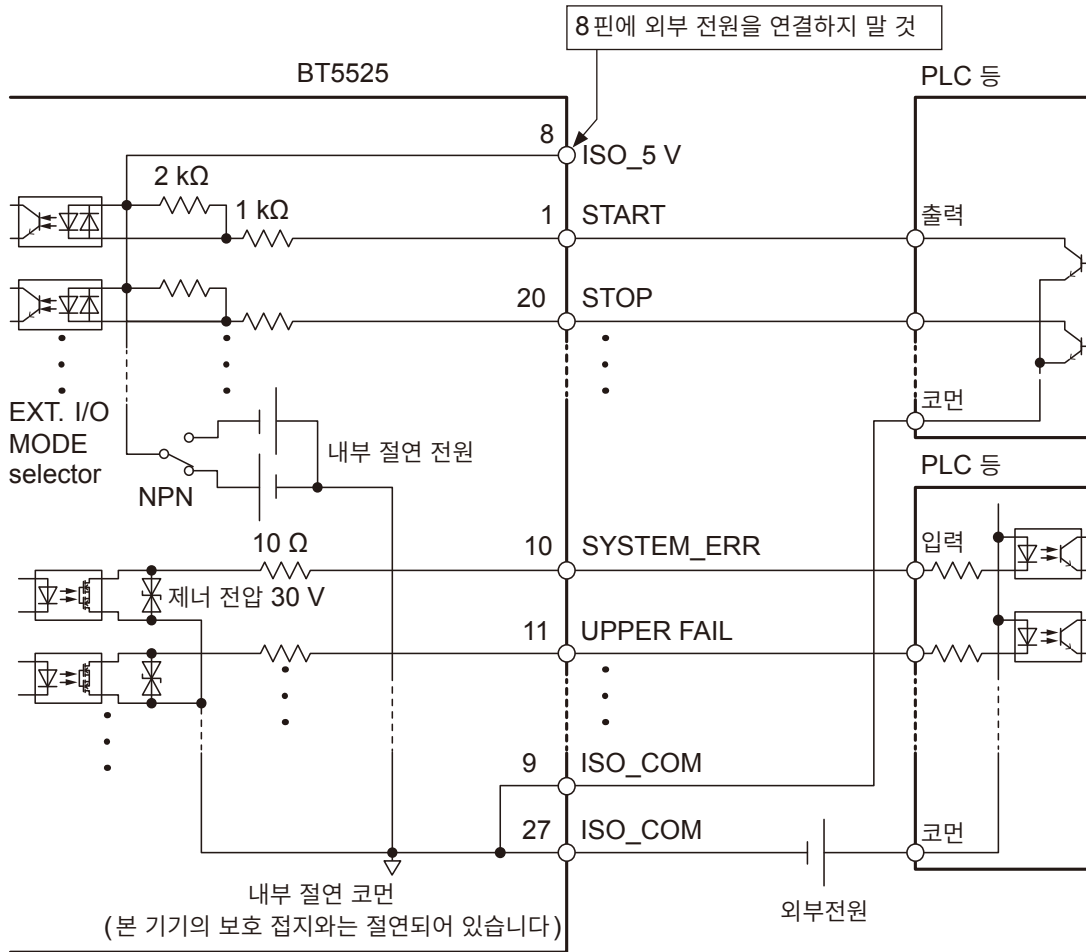 8핀에 외부 전원을 연결하지 말 것
BT5525
PLC 등
8
ISO_5 V
2 kΩ
1 kΩ
1
START
출력
20
STOP
EXT. I/O
MODE
selector
NPN
내부 절연 전원
코먼
PLC 등
10 Ω
10
SYSTEM_ERR
입력
제너 전압 30 V
11
UPPER FAIL
9
ISO_COM
27
ISO_COM
코먼
내부 절연 코먼
(본 기기의 보호 접지와는 절연되어 있습니다)
외부전원